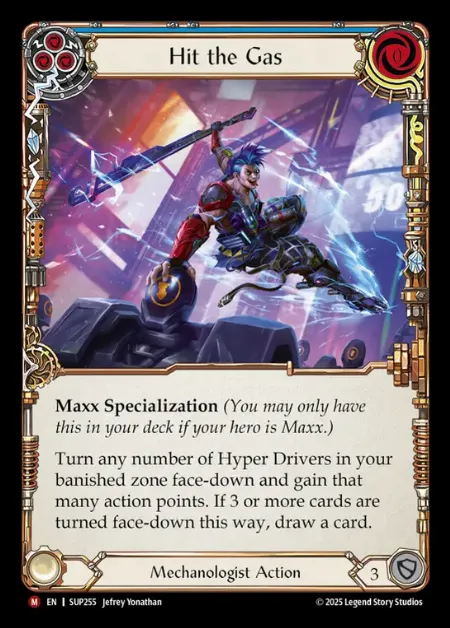 Hit the Gas
0
50
Maxx Specialization (You may only have
this in your deck if your hero is Maxx.)
Turn any number of Hyper Drivers in your
banished zone face-down and gain that
many action points. If 3 or more cards are
turned face-down this way, draw a card.
Mechanologist Action
3
M EN | SUP255 Jefrey Yonathan
© 2025 Legend Story Studios